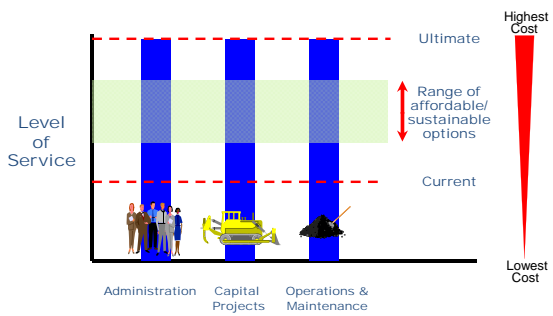 Highest
Cost
Ultimate
Range of
affordable/
sustainable
options
Level
of
Service
Current
Lowest
Cost
Administration
Capital
Projects
Operations &
Maintenance